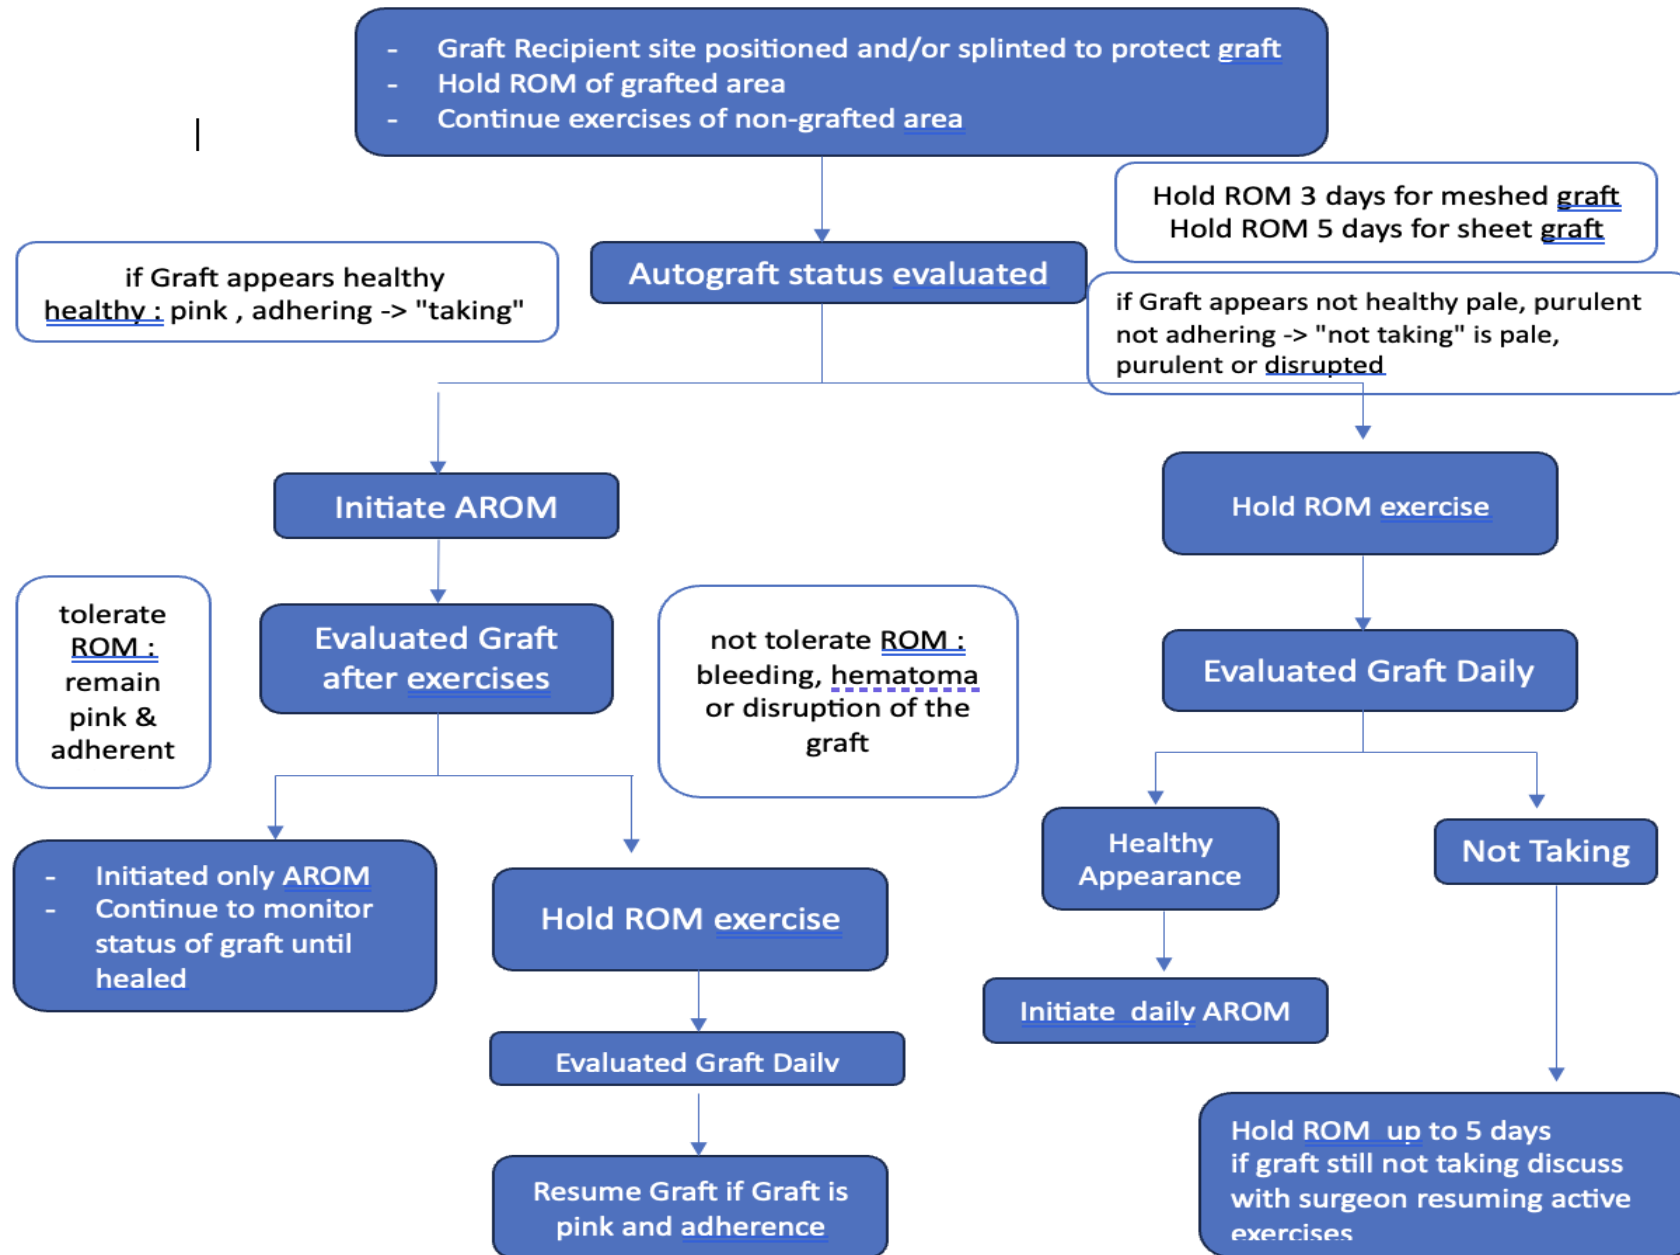 - Graft Recipient site positioned and/or splinted to protect graft
- Hold ROM of grafted area
- Continue exercises of non-grafted area
Hold ROM 3 days for meshed graft
Hold ROM 5 days for sheet graft
if Graft appears healthy
healthy : pink , adhering -> "taking"
Autograft status evaluated
if Graft appears not healthy pale, purulent
not adhering -> "not taking" is pale,
purulent or disrupted
Initiate AROM
Hold ROM exercise
tolerate
ROM :
remain
pink &
adherent
Evaluated Graft
after exercises
not tolerate ROM :
bleeding, hematoma
or disruption of the
graft
Evaluated Graft Daily
Healthy
Appearance
Not Taking
- Initiated only AROM
- Continue to monitor
status of graft until
healed
Hold ROM exercise
Initiate daily AROM
Evaluated Graft Daily
Resume Graft if Graft is
pink and adherence
Hold ROM up to 5 days
if graft still not taking discuss
with surgeon resuming active
exercises